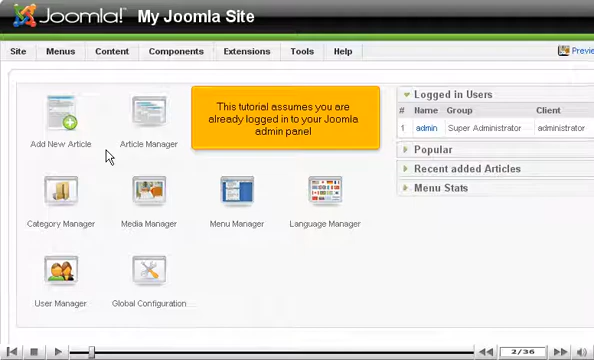 Joomla! My Joomla Site
Site Menus Content Components Extensions Tools Help Previe
This tutorial assumes you are
already logged in to your Joomla
admin panel
Add New Article Article Manager
Category Manager Media Manager Menu Manager Language Manager
User Manager Global Configuration
Logged in Users
# Name Group Client
1 admin Super Administrator administrator
Popular
Recent added Articles
Menu Stats
2/36